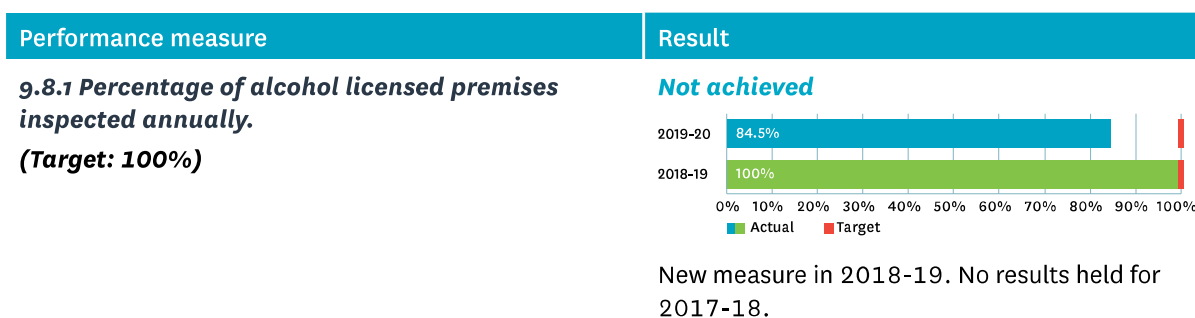 Performance measure
Result
9.8.1 Percentage of alcohol licensed premises
inspected annually.
(Target: 100%)
Not achieved
2019-20 84.5%
2018-19 100%
0% 10% 20% 30% 40% 50% 60% 70% 80% 90% 100%
Actual Target
New measure in 2018-19. No results held for
2017-18.